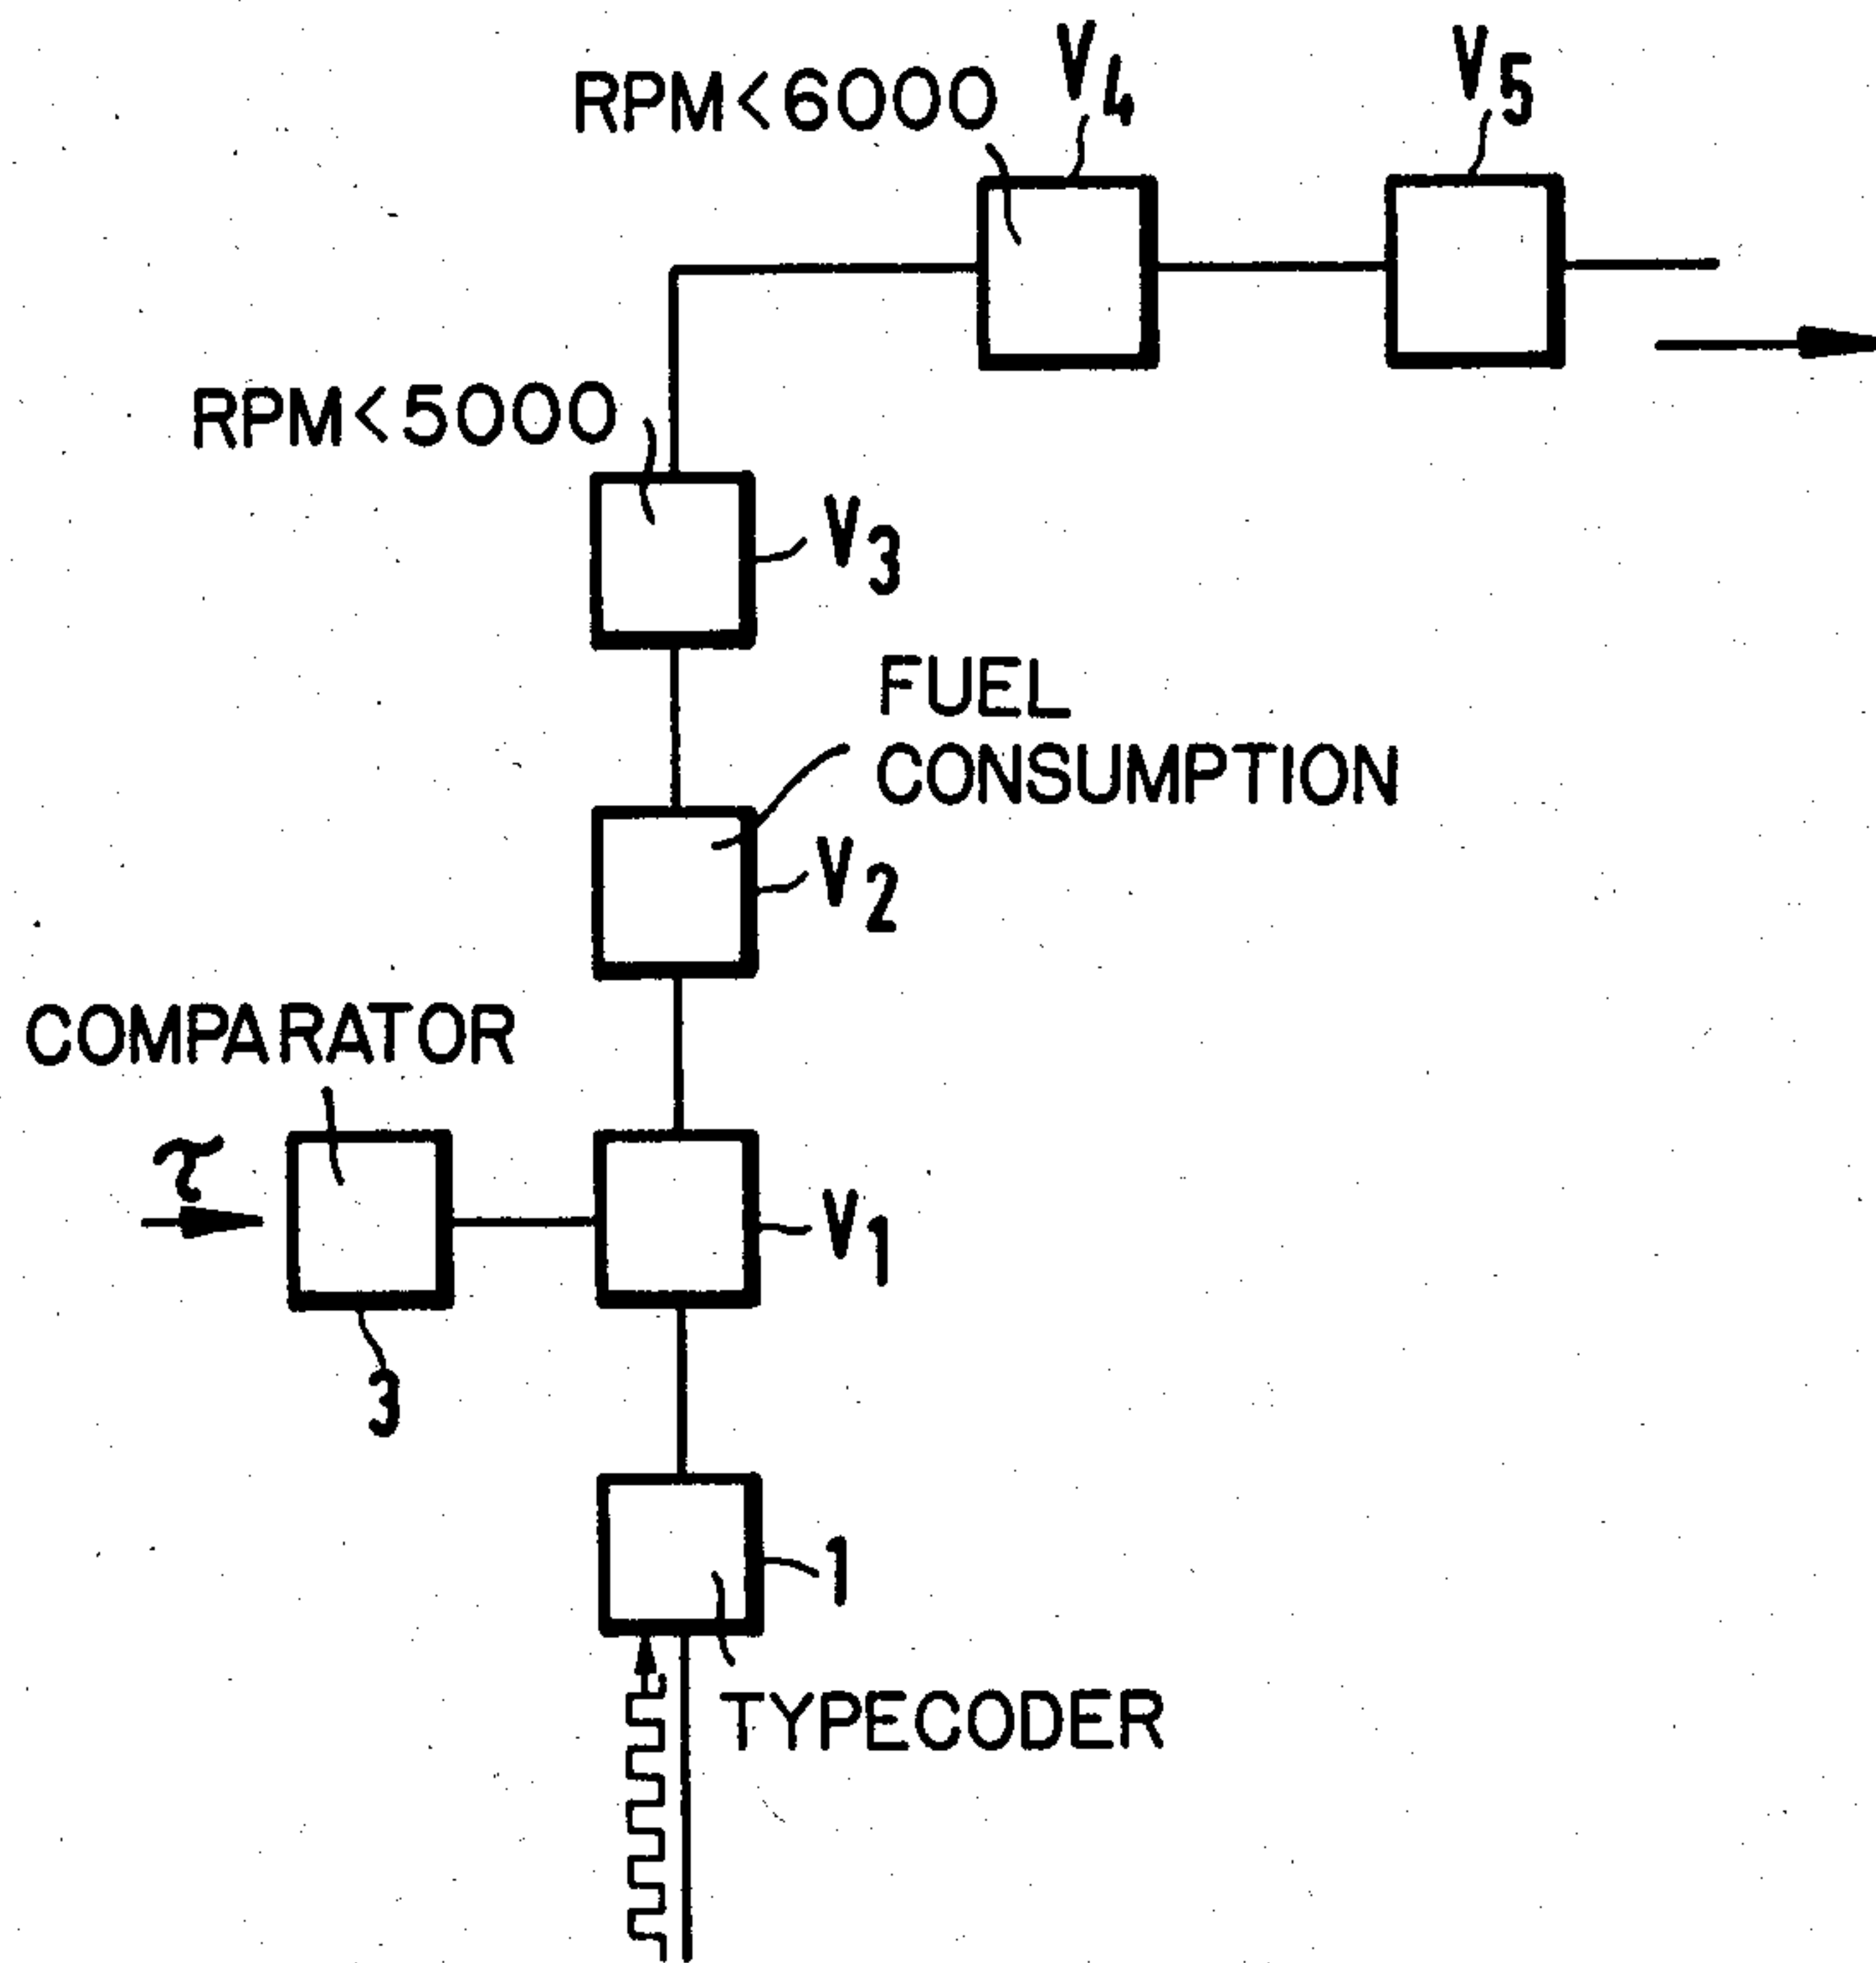 RPM<6000
V4
V5
RPM<5000
V3
FUEL
CONSUMPTION
V2
COMPARATOR
τ
V1
3
1
TYPECODER